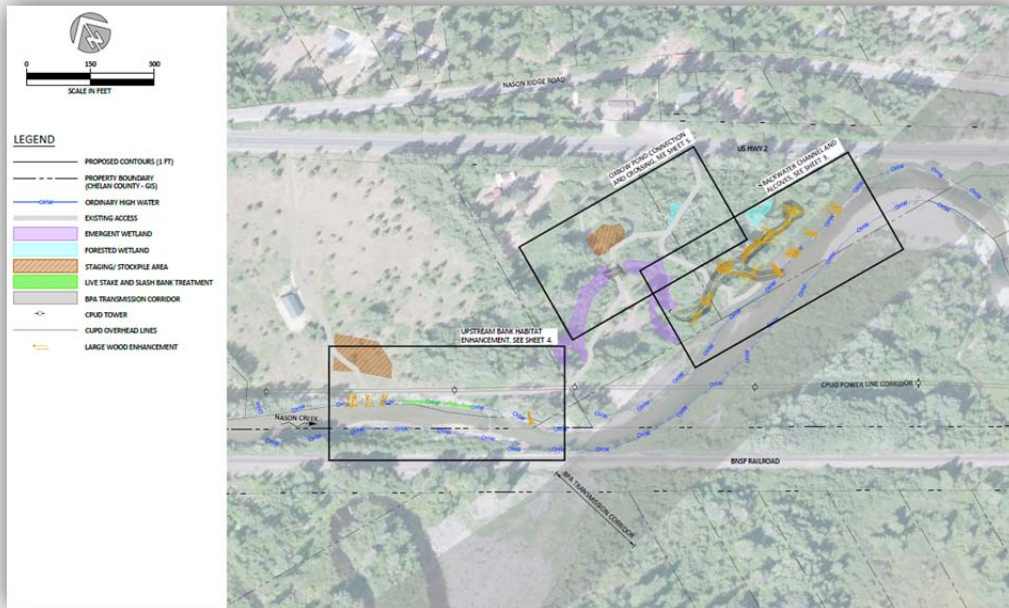 0 150 300
SCALE IN FEET
LEGEND
PROPOSED CONTOURS (1 FT)
PROPERTY BOUNDARY
(CHELAN COUNTY - GIS)
OHW ORDINARY HIGH WATER
EXISTING ACCESS
EMERGENT WETLAND
FORESTED WETLAND
STAGING/ STOCKPILE AREA
LIVE STAKE AND SLASH BANK TREATMENT
BPA TRANSMISSION CORRIDOR
CPUD TOWER
CUPD OVERHEAD LINES
LARGE WOOD ENHANCEMENT
NASON RIDGE ROAD
US HWY 2
OXBOW POND CONNECTION
AND CROSSING, SEE SHEET 5.
BACKWATER CHANNEL AND
ALCOVES, SEE SHEET 3.
UPSTREAM BANK HABITAT
ENHANCEMENT, SEE SHEET 4.
CPUD POWER LINE CORRIDOR
NASON CREEK
BNSF RAILROAD
BPA TRANSMISSION CORRIDOR